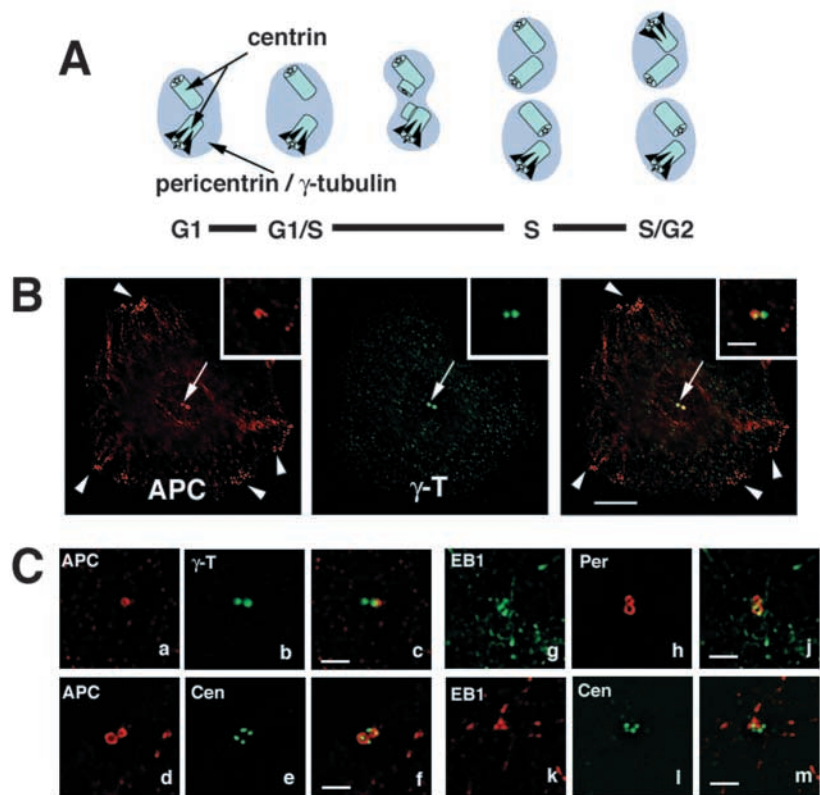 A
centrin
pericentrin / γ-tubulin
G1 G1/S S S/G2
B
APC
γ-T
C
APC γ-T EB1 Per
a b c g h j
APC Cen EB1 Cen
d e f k l m